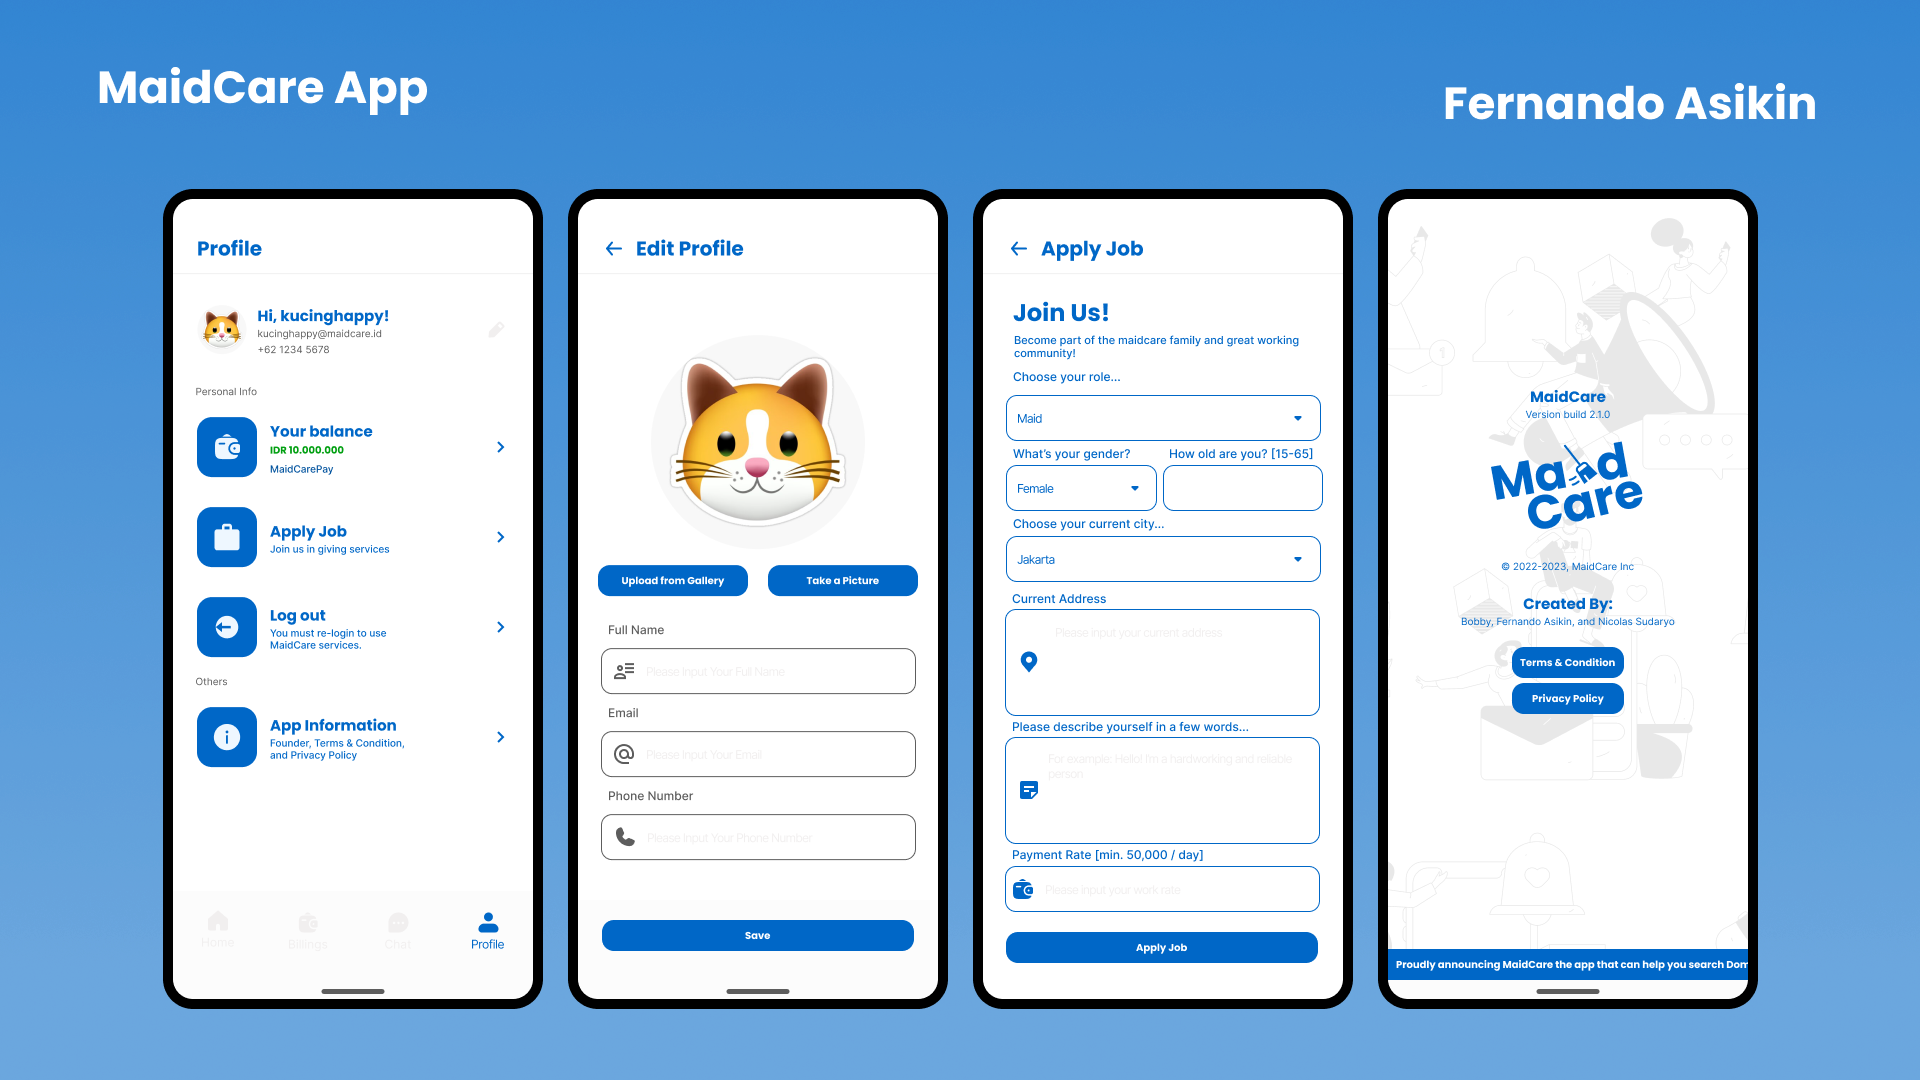 MaidCare App
Fernando Asikin
Profile
Hi, kucinghappy!
kucinghappy@maidcare.id
+62 1234 5678
Personal Info
Your balance
IDR 10.000.000
MaidCarePay
Apply Job
Join us in giving services
Log out
You must re-login to use
MaidCare services.
Others
App Information
Founder, Terms & Condition,
and Privacy Policy
Home
Billings
Chat
Profile
Edit Profile
Upload from Gallery
Take a Picture
Full Name
Please Input Your Full Name
Email
Please Input Your Email
Phone Number
Please Input Your Phone Number
Save
Apply Job
Join Us!
Become part of the maidcare family and great working
community!
Choose your role...
Maid
What's your gender?
How old are you? [15-65]
Female
Choose your current city...
Jakarta
Current Address
Please input your current address
Please describe yourself in a few words...
For example: Hello! I'm a hardworking and reliable
person
Payment Rate [min. 50,000 / day]
Please input your work rate
Apply Job
MaidCare
Version build 2.1.0
Maid
Care
© 2022-2023, MaidCare Inc
Created By:
Bobby, Fernando Asikin, and Nicolas Sudaryo
Terms & Condition
Privacy Policy
Proudly announcing MaidCare the app that can help you search Dom